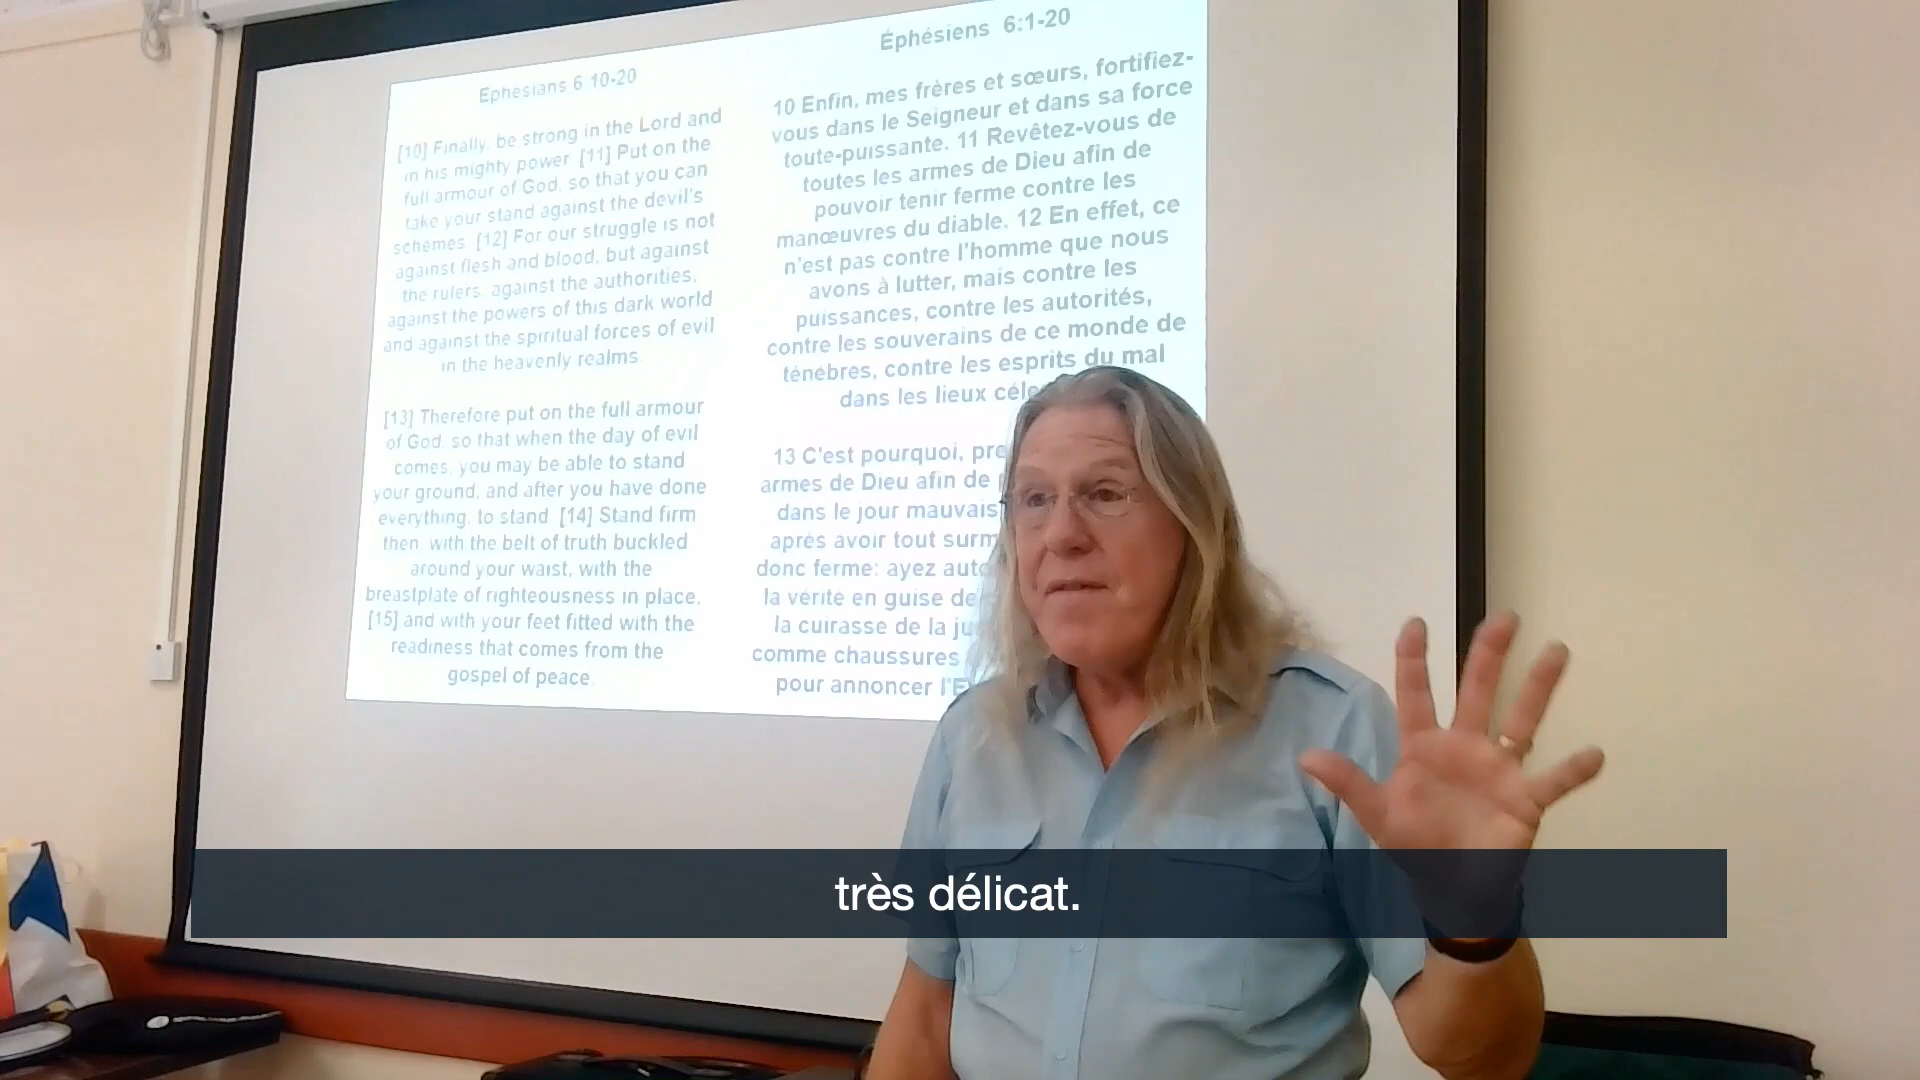 Ephesians 6 10-20
[10] Finally, be strong in the Lord and
in his mighty power. [11] Put on the
full armour of God, so that you can
take your stand against the devil's
schemes. [12] For our struggle is not
against flesh and blood, but against
the rulers, against the authorities,
against the powers of this dark world
and against the spiritual forces of evil
in the heavenly realms.
[13] Therefore put on the full armour
of God, so that when the day of evil
comes, you may be able to stand
your ground, and after you have done
everything, to stand. [14] Stand firm
then, with the belt of truth buckled
around your waist, with the
breastplate of righteousness in place,
[15] and with your feet fitted with the
readiness that comes from the
gospel of peace.
Éphésiens 6:1-20
10 Enfin, mes frères et sœurs, fortifiez-
vous dans le Seigneur et dans sa force
toute-puissante. 11 Revêtez-vous de
toutes les armes de Dieu afin de
pouvoir tenir ferme contre les
manœuvres du diable. 12 En effet, ce
n'est pas contre l'homme que nous
avons à lutter, mais contre les
puissances, contre les autorités,
contre les souverains de ce monde de
ténèbres, contre les esprits du mal
dans les lieux
13 C'est pourquoi,
armes de Dieu afin de
dans le jour mauvais
après avoir tout
donc ferme: ayez
la vérité en guise
la cuirasse de la
comme chaussures
pour annoncer
très délicat.